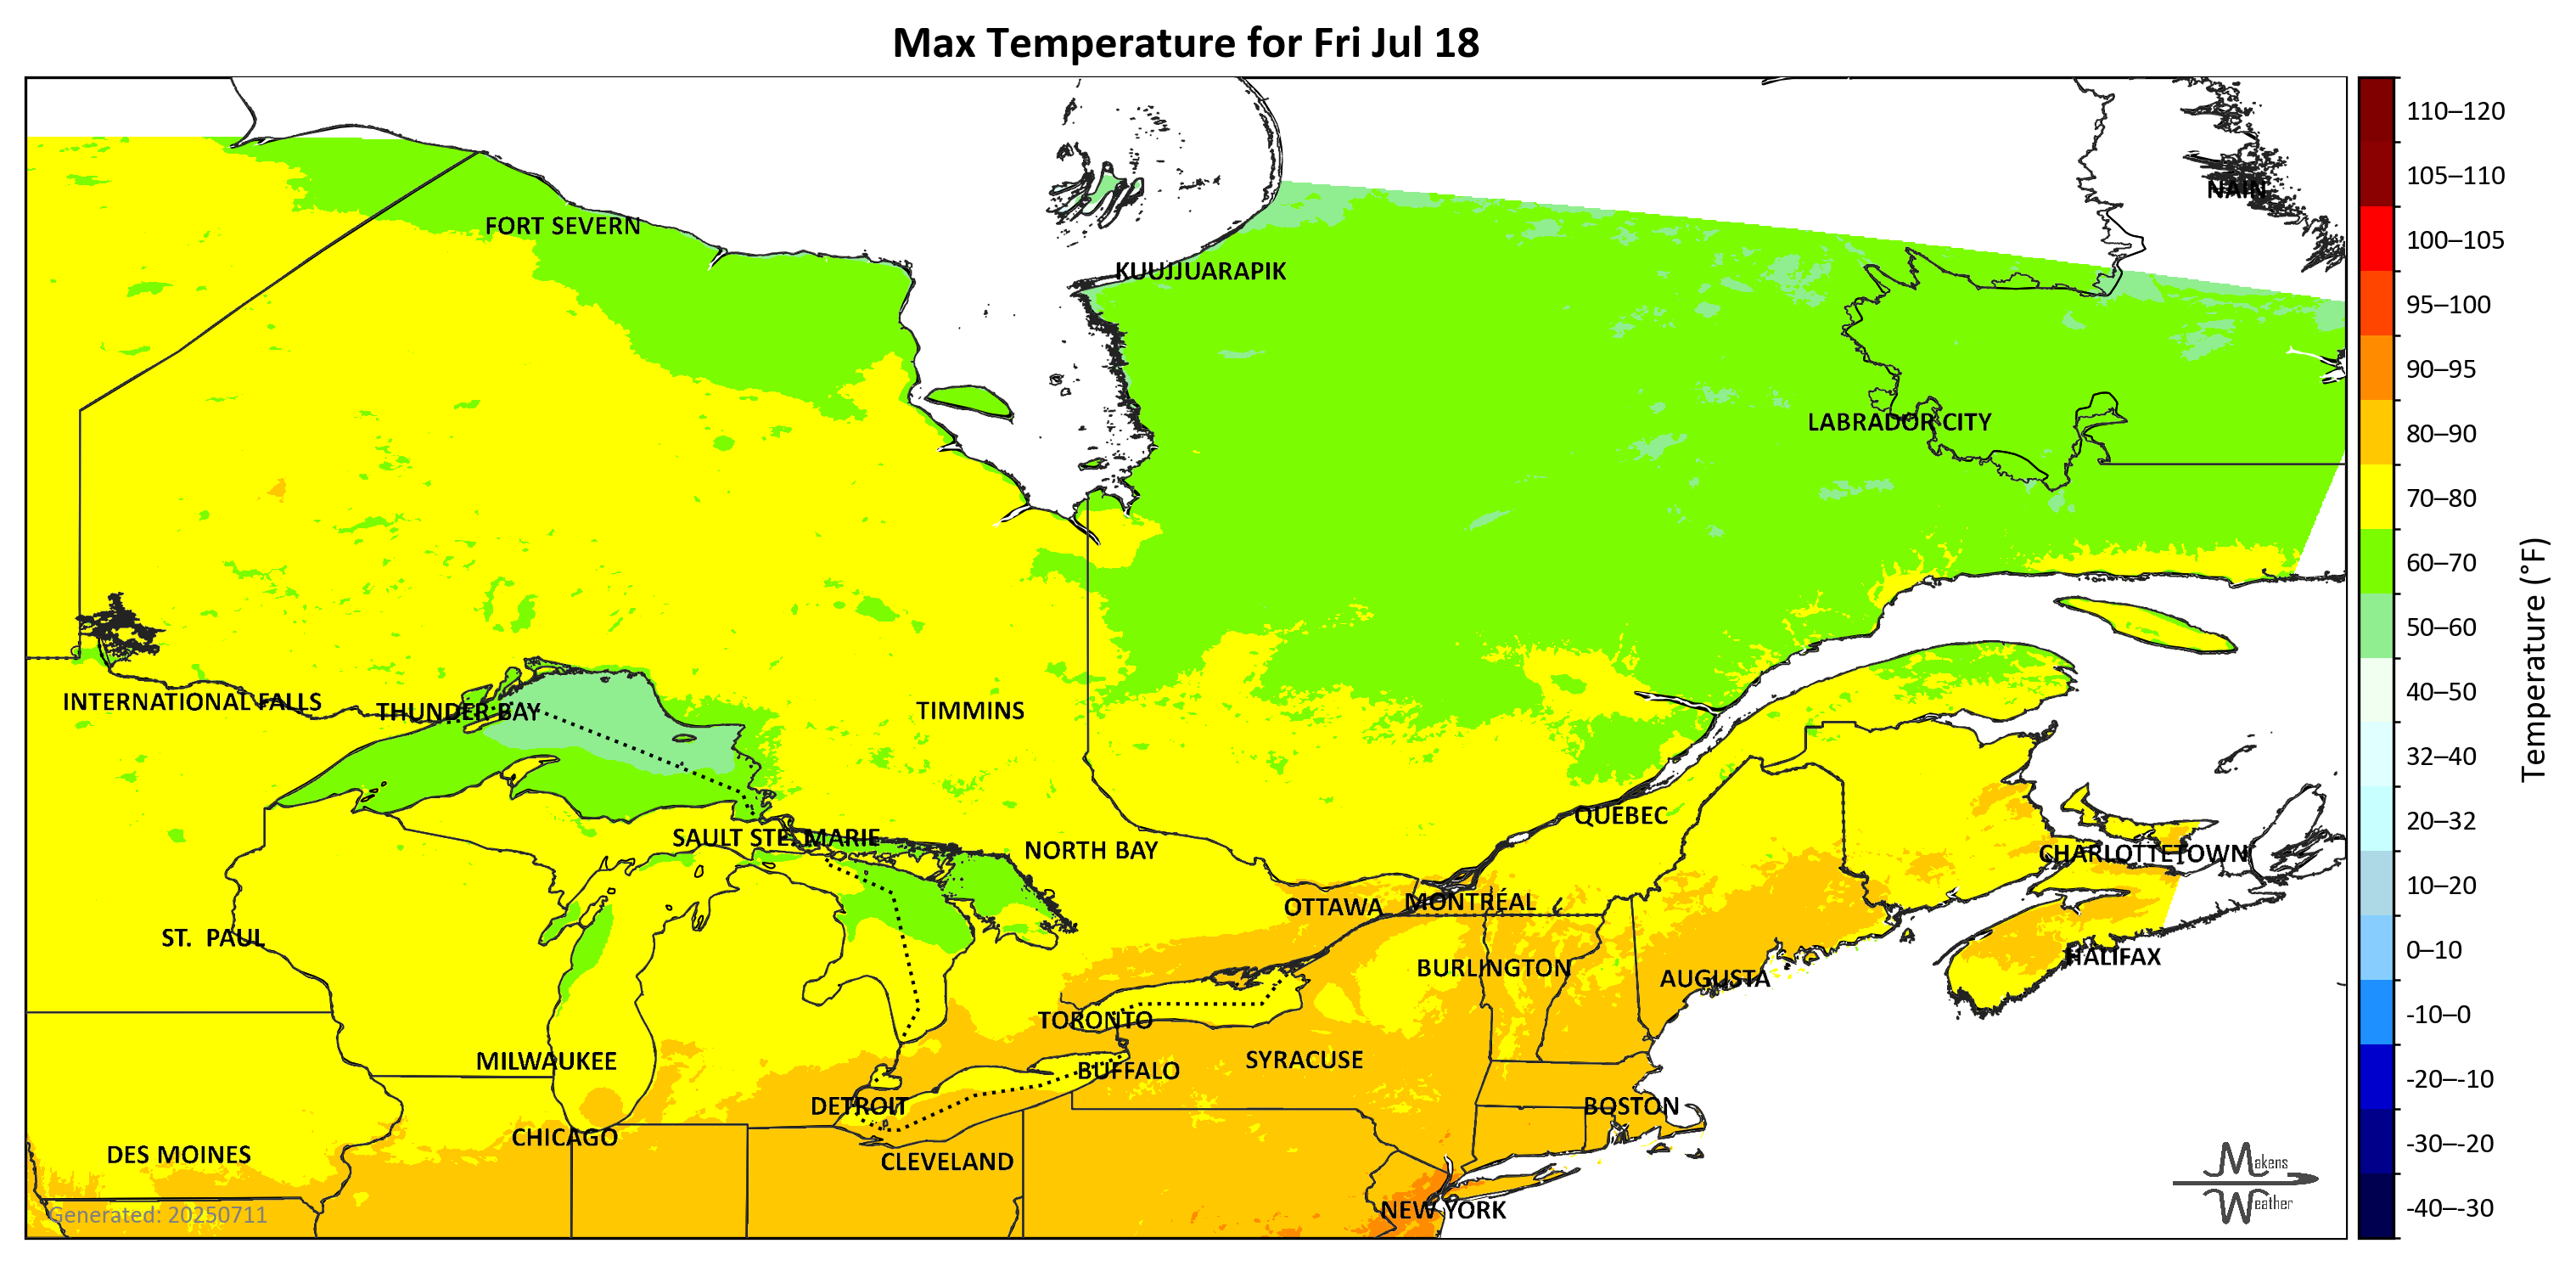 Max Temperature for Fri Jul 18
NAIN
FORT SEVERN
KUUJJUARAPIK
LABRADOR CITY
INTERNATIONAL FALLS
THUNDER BAY
TIMMINS
QUEBEC
SAULT STE. MARIE
NORTH BAY
CHARLOTTETOWN
OTTAWA
MONTRÉAL
ST. PAUL
HALIFAX
BURLINGTON
AUGUSTA
TORONTO
MILWAUKEE
SYRACUSE
BUFFALO
DETROIT
BOSTON
CHICAGO
DES MOINES
CLEVELAND
NEW YORK
Generated: 20250711
Makens
Weather
110–120
105–110
100–105
95–100
90–95
80–90
70–80
60–70
50–60
40–50
32–40
20–32
10–20
0–10
-10–0
-20–-10
-30–-20
-40–-30
Temperature (°F)